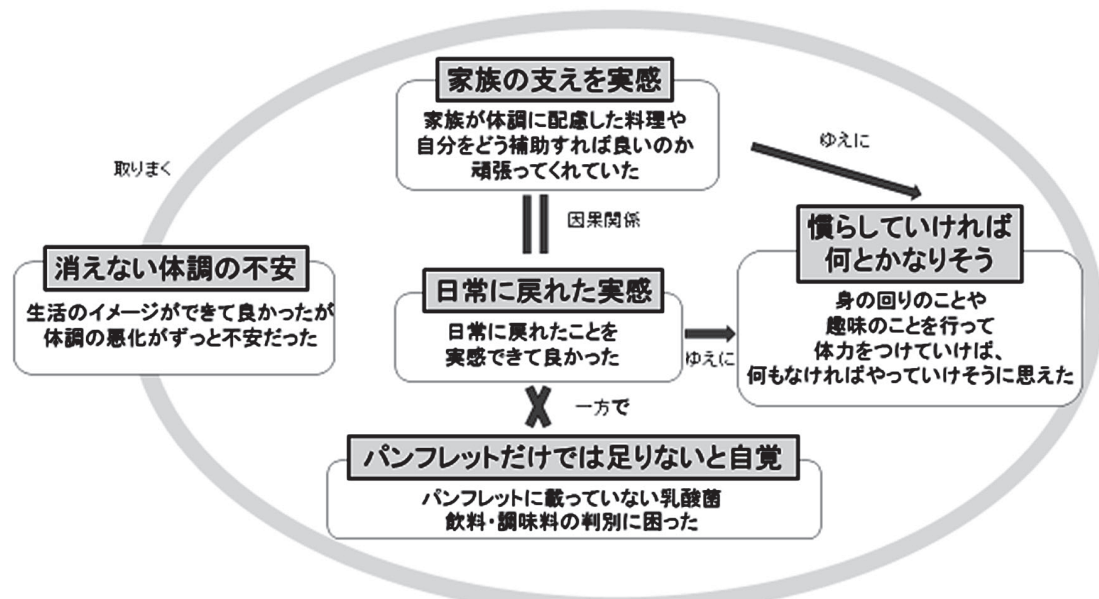 家族の支えを実感
家族が体調に配慮した料理や
自分をどう補助すれば良いのか
頑張ってくれていた
取りまく
ゆえに
因果関係
慣らしていければ
何とかなりそう
身の回りのことや
趣味のことを行って
体力をつけていけば、
何もなければやっていけそうに思えた
消えない体調の不安
生活のイメージができて良かったが
体調の悪化がずっと不安だった
日常に戻れた実感
日常に戻れたことを
実感できて良かった
ゆえに
一方で
パンフレットだけでは足りないと自覚
パンフレットに載っていない乳酸菌
飲料・調味料の判別に困った